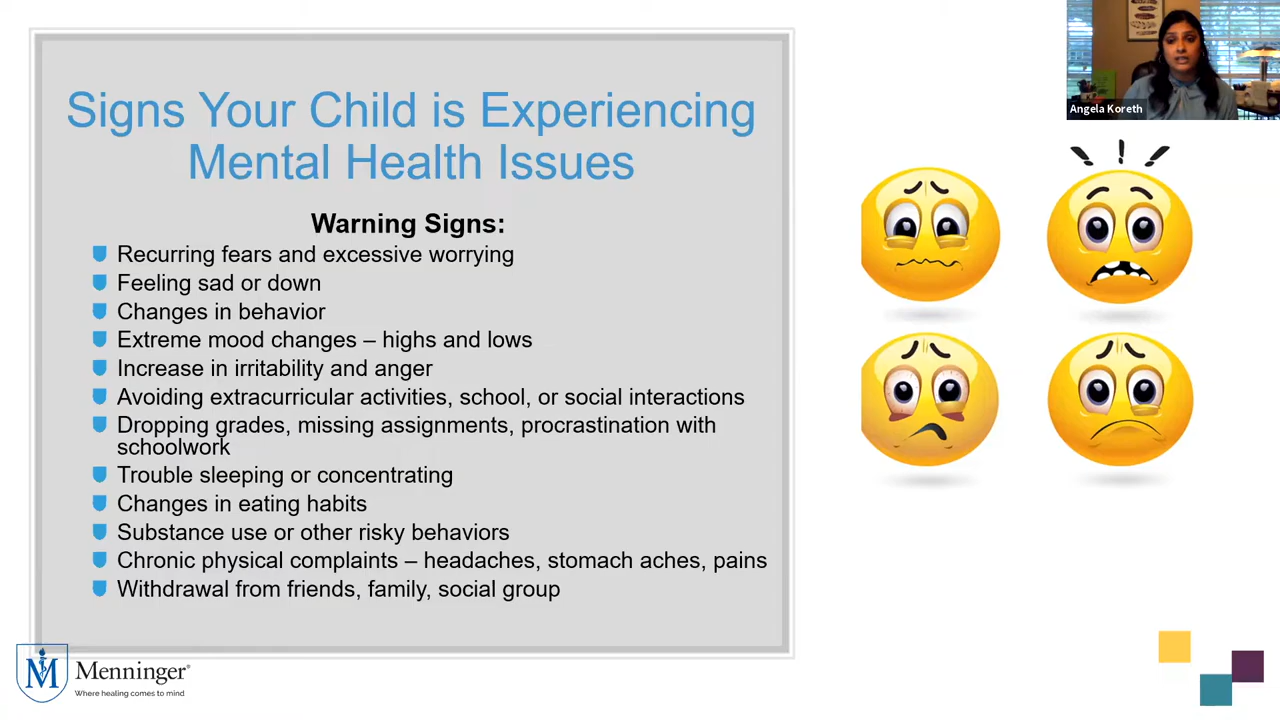 Angela Koreth
Signs Your Child is Experiencing
Mental Health Issues
Warning Signs:
Recurring fears and excessive worrying
Feeling sad or down
Changes in behavior
Extreme mood changes – highs and lows
Increase in irritability and anger
Avoiding extracurricular activities, school, or social interactions
Dropping grades, missing assignments, procrastination with
schoolwork
Trouble sleeping or concentrating
Changes in eating habits
Substance use or other risky behaviors
Chronic physical complaints – headaches, stomach aches, pains
Withdrawal from friends, family, social group
M
Menninger®
Where healing comes to mind